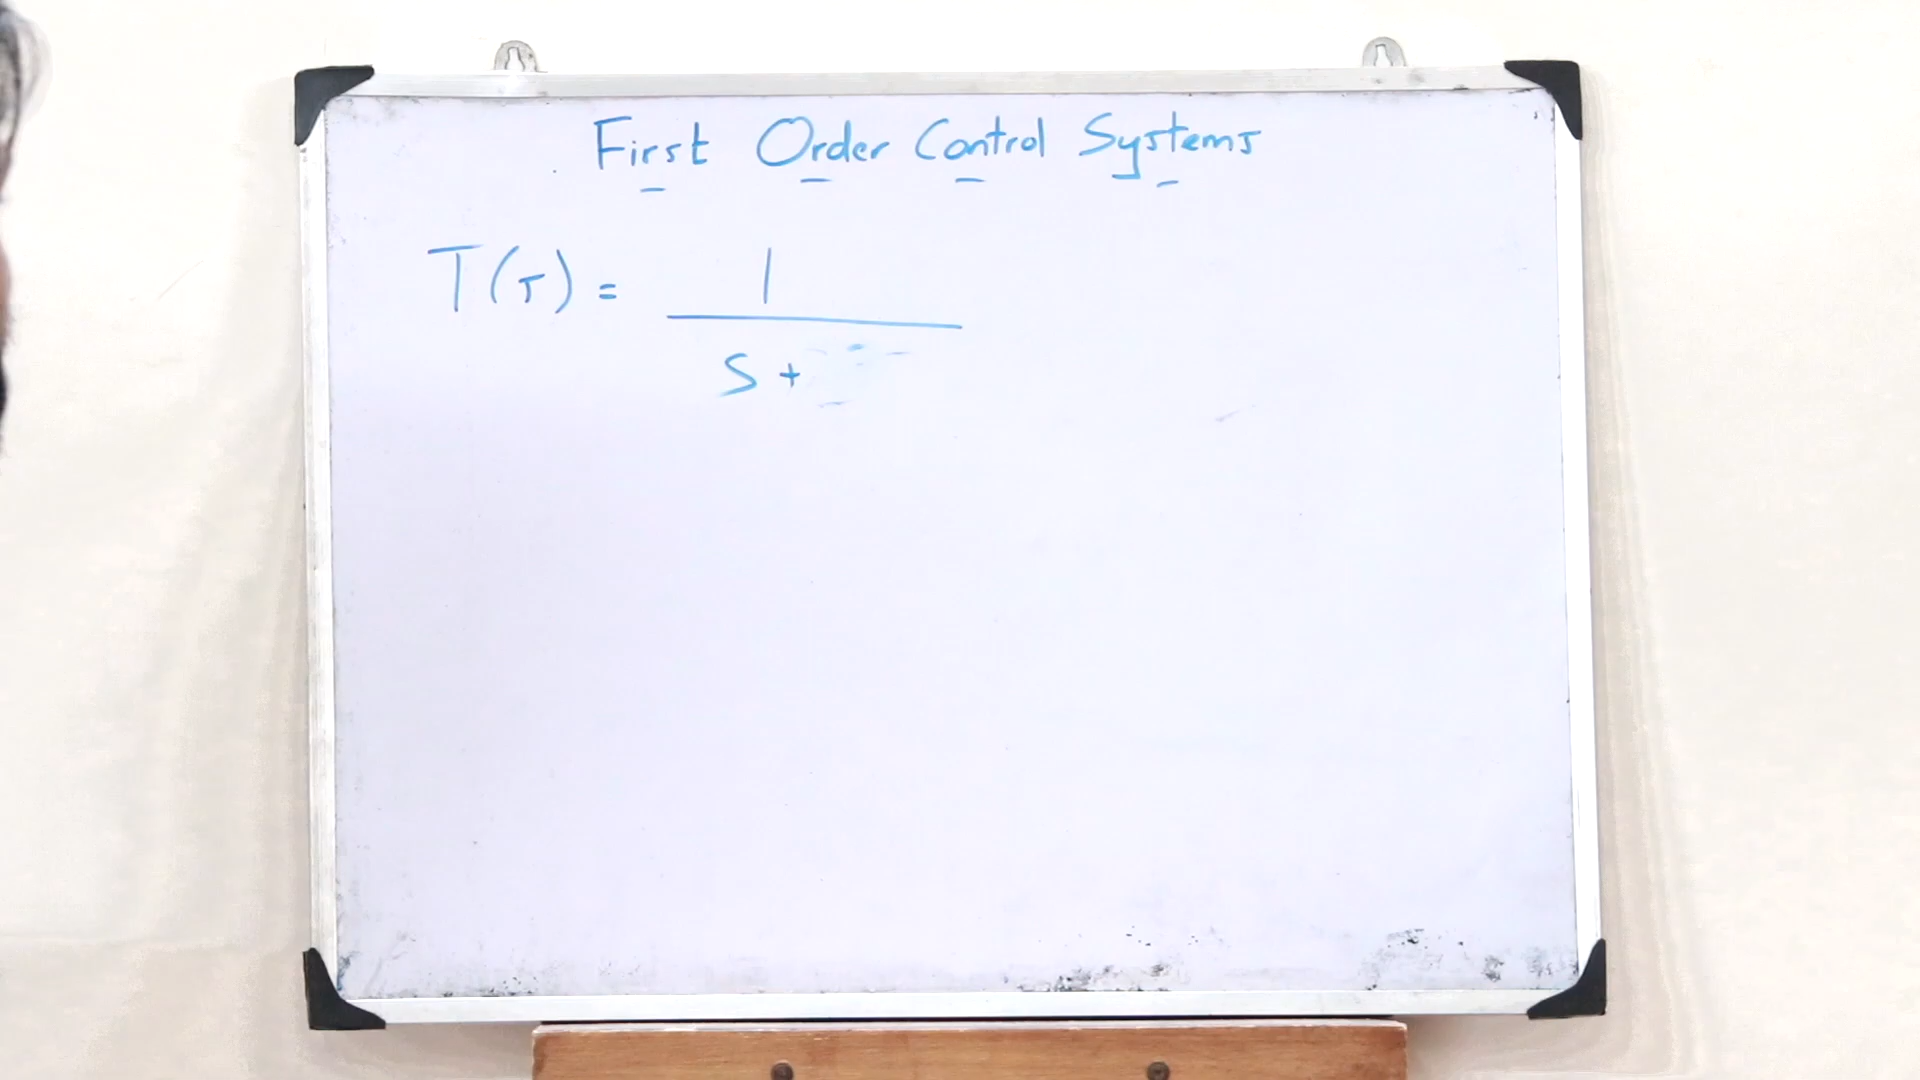 First Order Control Systems
T(s) = 1 / s +